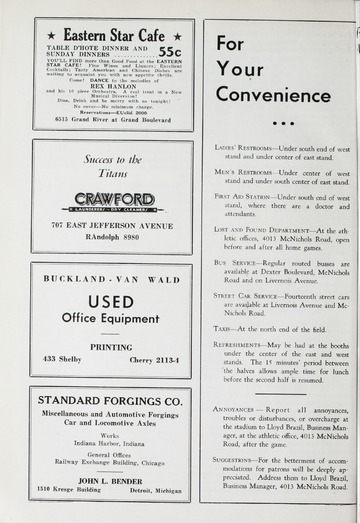 ★ Eastern Star Cafe ★
TABLE D'HOTE DINNER AND
SUNDAY DINNERS .......... 55c
YOU'LL FIND more than Good Food at the EASTERN
STAR CAFE! Fine Wines and Liquors; Excellent
Cocktails; Tasty American and Chinese Dishes are
waiting to acquaint you with new appetite thrills.
Come! DANCE to the melodies of
REX HANLON
and his 10 piece Orchestra. A real treat in a New
Musical Diversion!
Dine, Drink and be merry with us tonight!
No cover—No minimum charge.
Reservations—EUclid 2000
6515 Grand River at Grand Boulevard
Success to the
Titans
CRAWFORD
LAUNDERERS - DRY CLEANERS
707 EAST JEFFERSON AVENUE
RAndolph 8980
BUCKLAND - VAN WALD
USED
Office Equipment
PRINTING
433 Shelby Cherry 2113-4
STANDARD FORGINGS CO.
Miscellaneous and Automotive Forgings
Car and Locomotive Axles
Works
Indiana Harbor, Indiana
General Offices
Railway Exchange Building, Chicago
JOHN L. BENDER
1510 Kresge Building Detroit, Michigan
For
Your
Convenience
• • •
LADIES' RESTROOMS—Under south end of west
stand and under center of east stand.
MEN'S RESTROOMS—Under center of west
stand and under south center of east stand.
FIRST AID STATION—Under south end of west
stand, where there are a doctor and
attendants.
LOST AND FOUND DEPARTMENT—At the ath-
letic offices, 4013 McNichols Road, open
before and after all home games.
BUS SERVICE—Regular routed busses are
available at Dexter Boulevard, McNichols
Road and on Livernois Avenue.
STREET CAR SERVICE—Fourteenth street cars
are available at Livernois Avenue and Mc-
Nichols Road.
TAXIS—At the north end of the field.
REFRESHMENTS—May be had at the booths
under the center of the east and west
stands. The 15 minutes' period between
the halves allows ample time for lunch
before the second half is resumed.
ANNOYANCES—Report all annoyances,
troubles or disturbances, or overcharge at
the stadium to Lloyd Brazil, Business Man-
ager, at the athletic office, 4013 McNichols
Road, after the game.
SUGGESTIONS—For the betterment of accom-
modations for patrons will be deeply ap-
preciated. Address them to Lloyd Brazil,
Business Manager, 4013 McNichols Road.